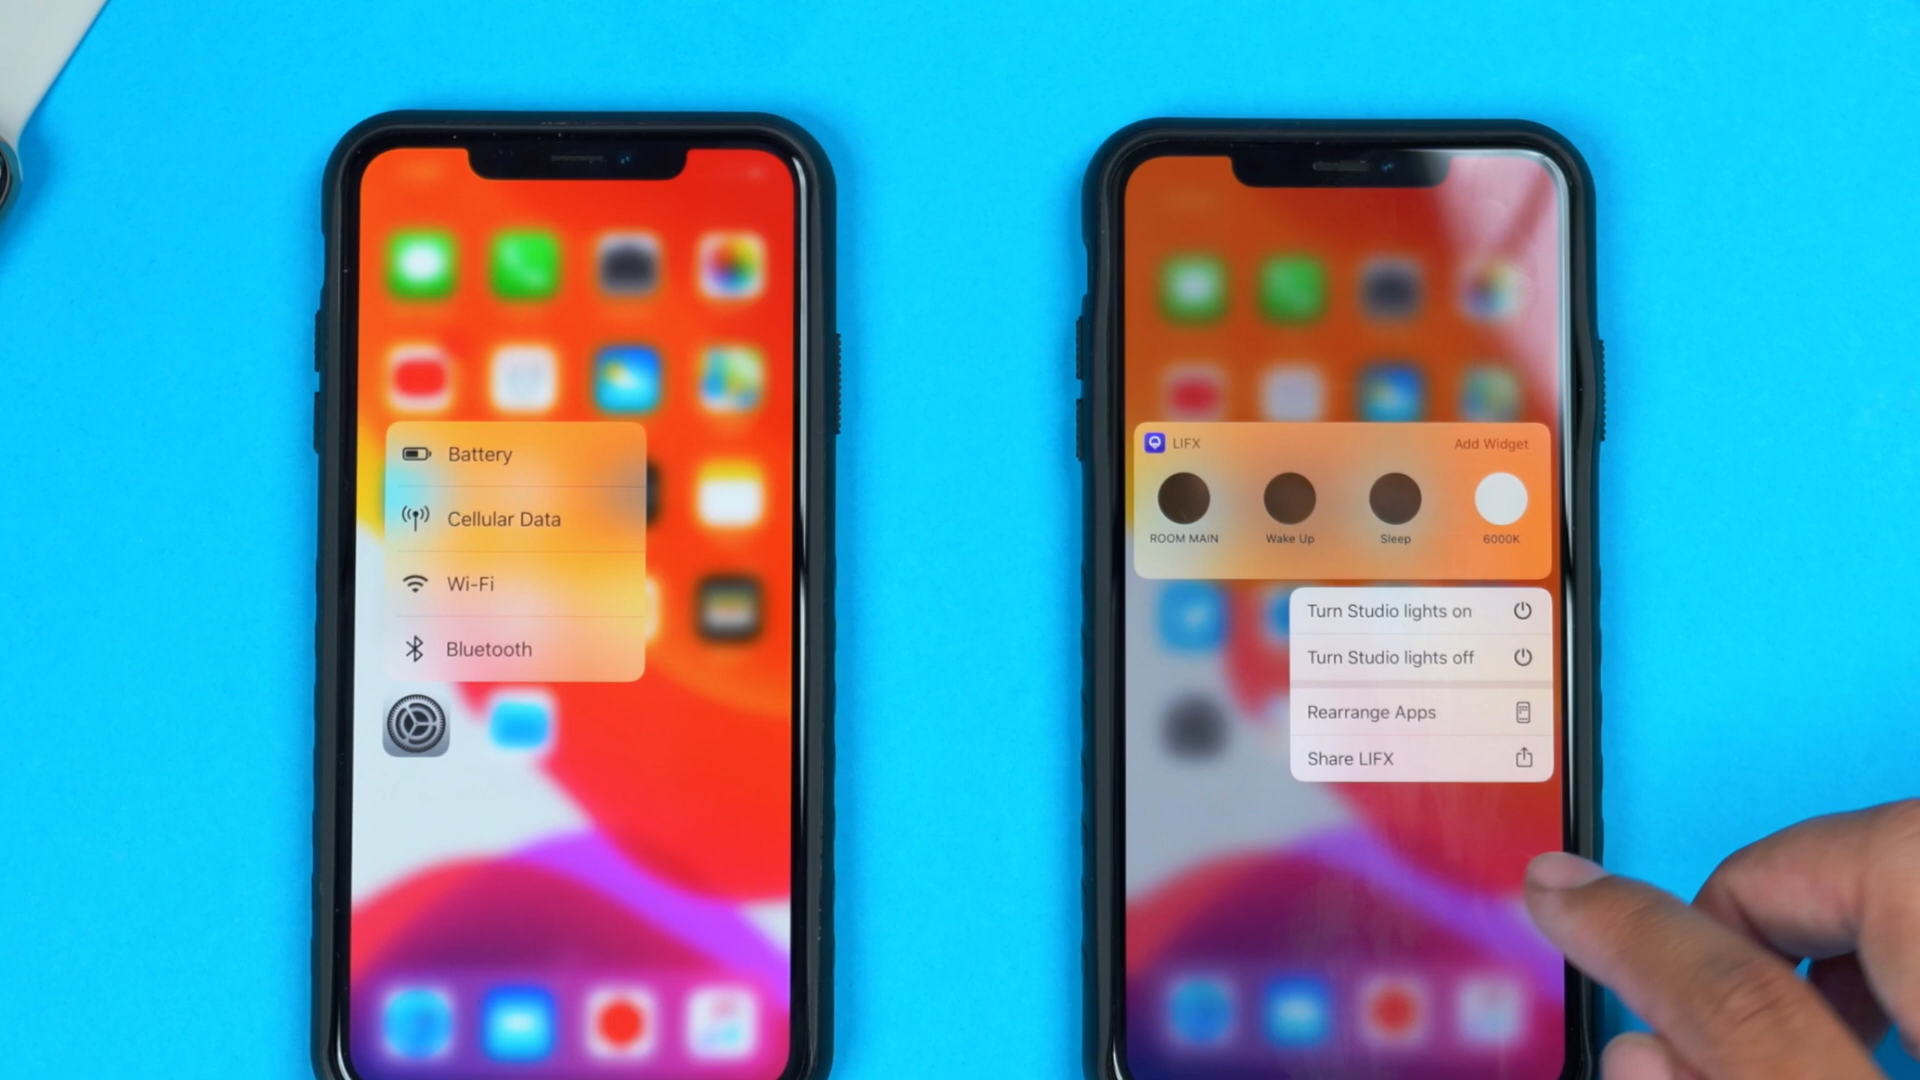 Battery
Cellular Data
Wi-Fi
Bluetooth
LIFX
Add Widget
ROOM MAIN
Wake Up
Sleep
6000K
Turn Studio lights on
Turn Studio lights off
Rearrange Apps
Share LIFX